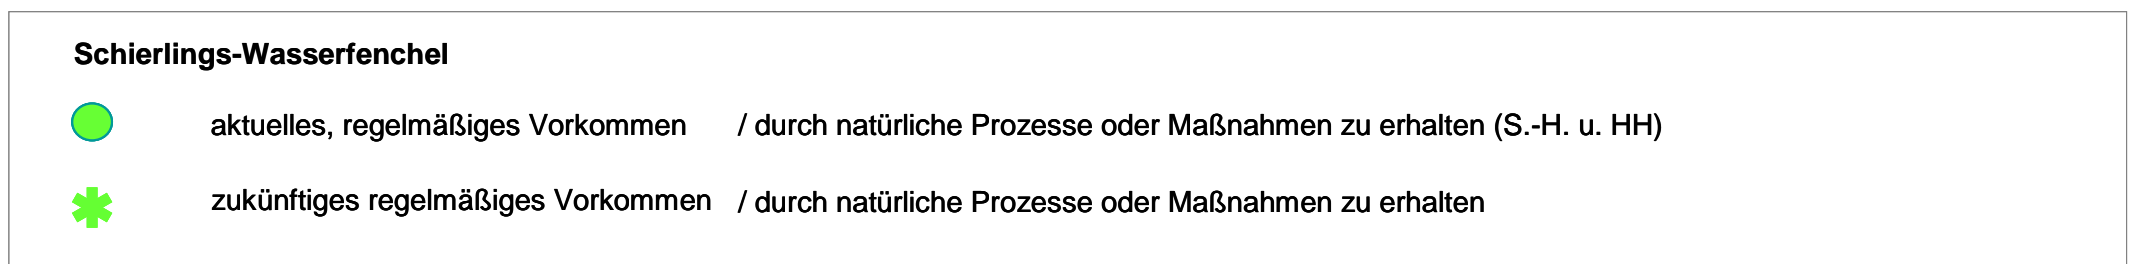 Schierlings-Wasserfenchel
aktuelles, regelmäßiges Vorkommen / durch natürliche Prozesse oder Maßnahmen zu erhalten (S.-H. u. HH)
zukünftiges regelmäßiges Vorkommen / durch natürliche Prozesse oder Maßnahmen zu erhalten